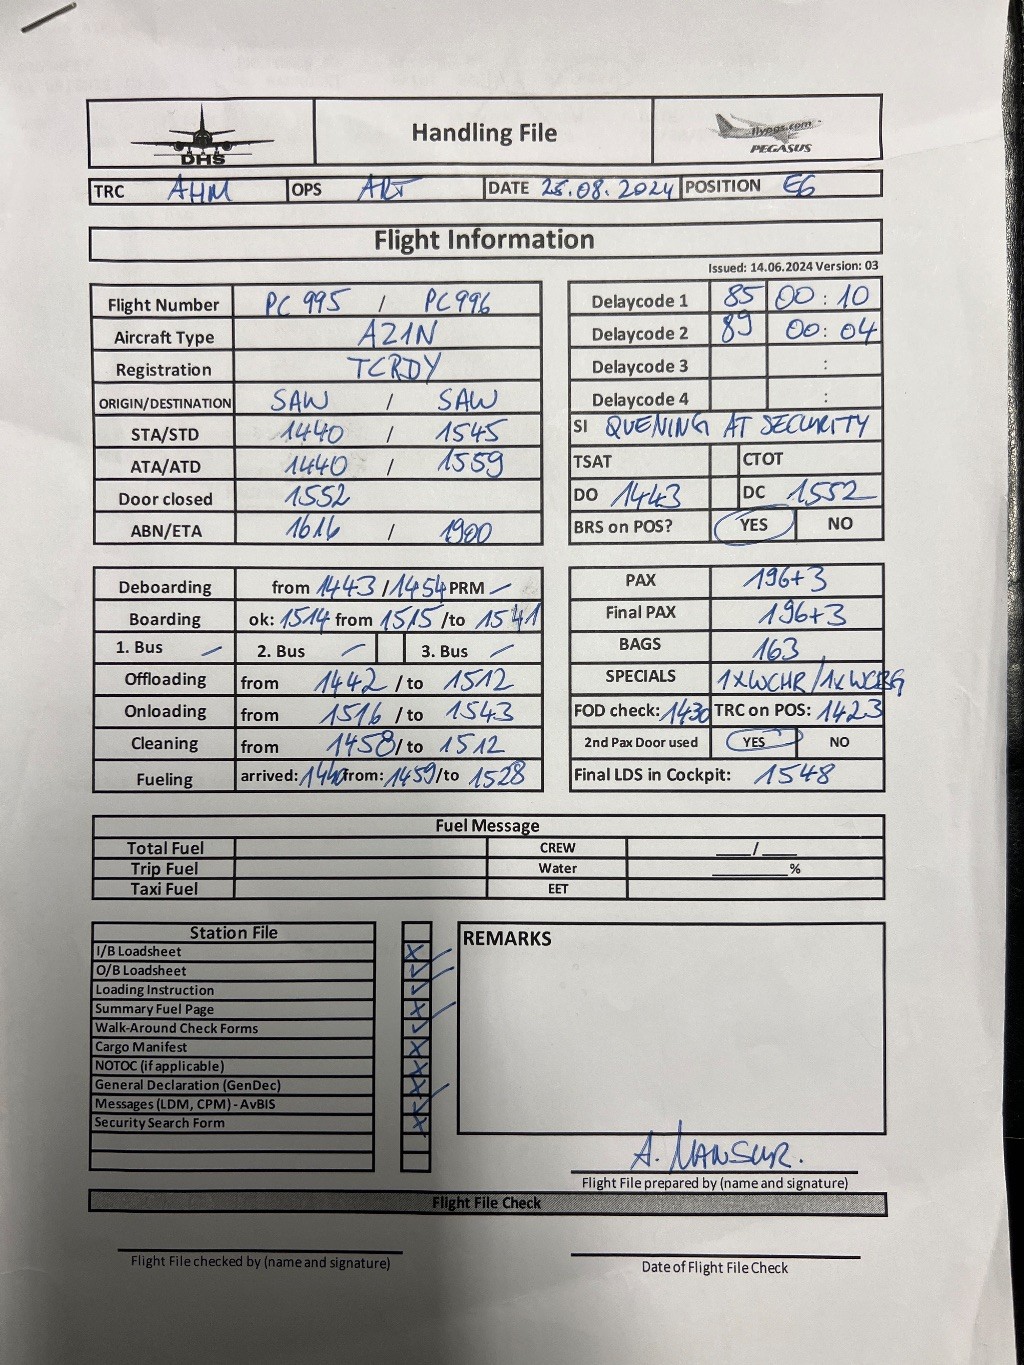 DHS
Handling File
flypgs.com
PEGASUS
TRC AHM OPS ART DATE 25.08.2024 POSITION E6
Flight Information
Issued: 14.06.2024 Version: 03
Flight Number PC 995 / PC 996
Aircraft Type A21N
Registration TCRDY
ORIGIN/DESTINATION SAW / SAW
STA/STD 1440 / 1545
ATA/ATD 1440 / 1559
Door closed 1552
ABN/ETA 1616 / 1900
Delaycode 1 85 00:10
Delaycode 2 89 00:04
Delaycode 3 :
Delaycode 4 :
SI QUENING AT SECURITY
TSAT CTOT
DO 1443 DC 1552
BRS on POS? YES NO
Deboarding from 1443 / 1454 PRM –
Boarding ok: 1514 from 1515 /to 1541
1. Bus – 2. Bus – 3. Bus –
Offloading from 1442 / to 1512
Onloading from 1516 / to 1543
Cleaning from 1458 / to 1512
Fueling arrived: from: 1459 /to 1528
PAX 196+3
Final PAX 196+3
BAGS 163
SPECIALS 1XWCHR /1X
FOD check: 1430 TRC on POS: 1423
2nd Pax Door used YES NO
Final LDS in Cockpit: 1548
Fuel Message
Total Fuel CREW ____/____
Trip Fuel Water ________%
Taxi Fuel EET
Station File
I/B Loadsheet X
O/B Loadsheet ✓
Loading Instruction ✓
Summary Fuel Page X
Walk-Around Check Forms ✓
Cargo Manifest X
NOTOC (if applicable) X
General Declaration (GenDec) X
Messages (LDM, CPM) - AvBIS ✓
Security Search Form X
REMARKS
A. MANSUR.
Flight File prepared by (name and signature)
Flight File Check
Flight File checked by (name and signature)
Date of Flight File Check